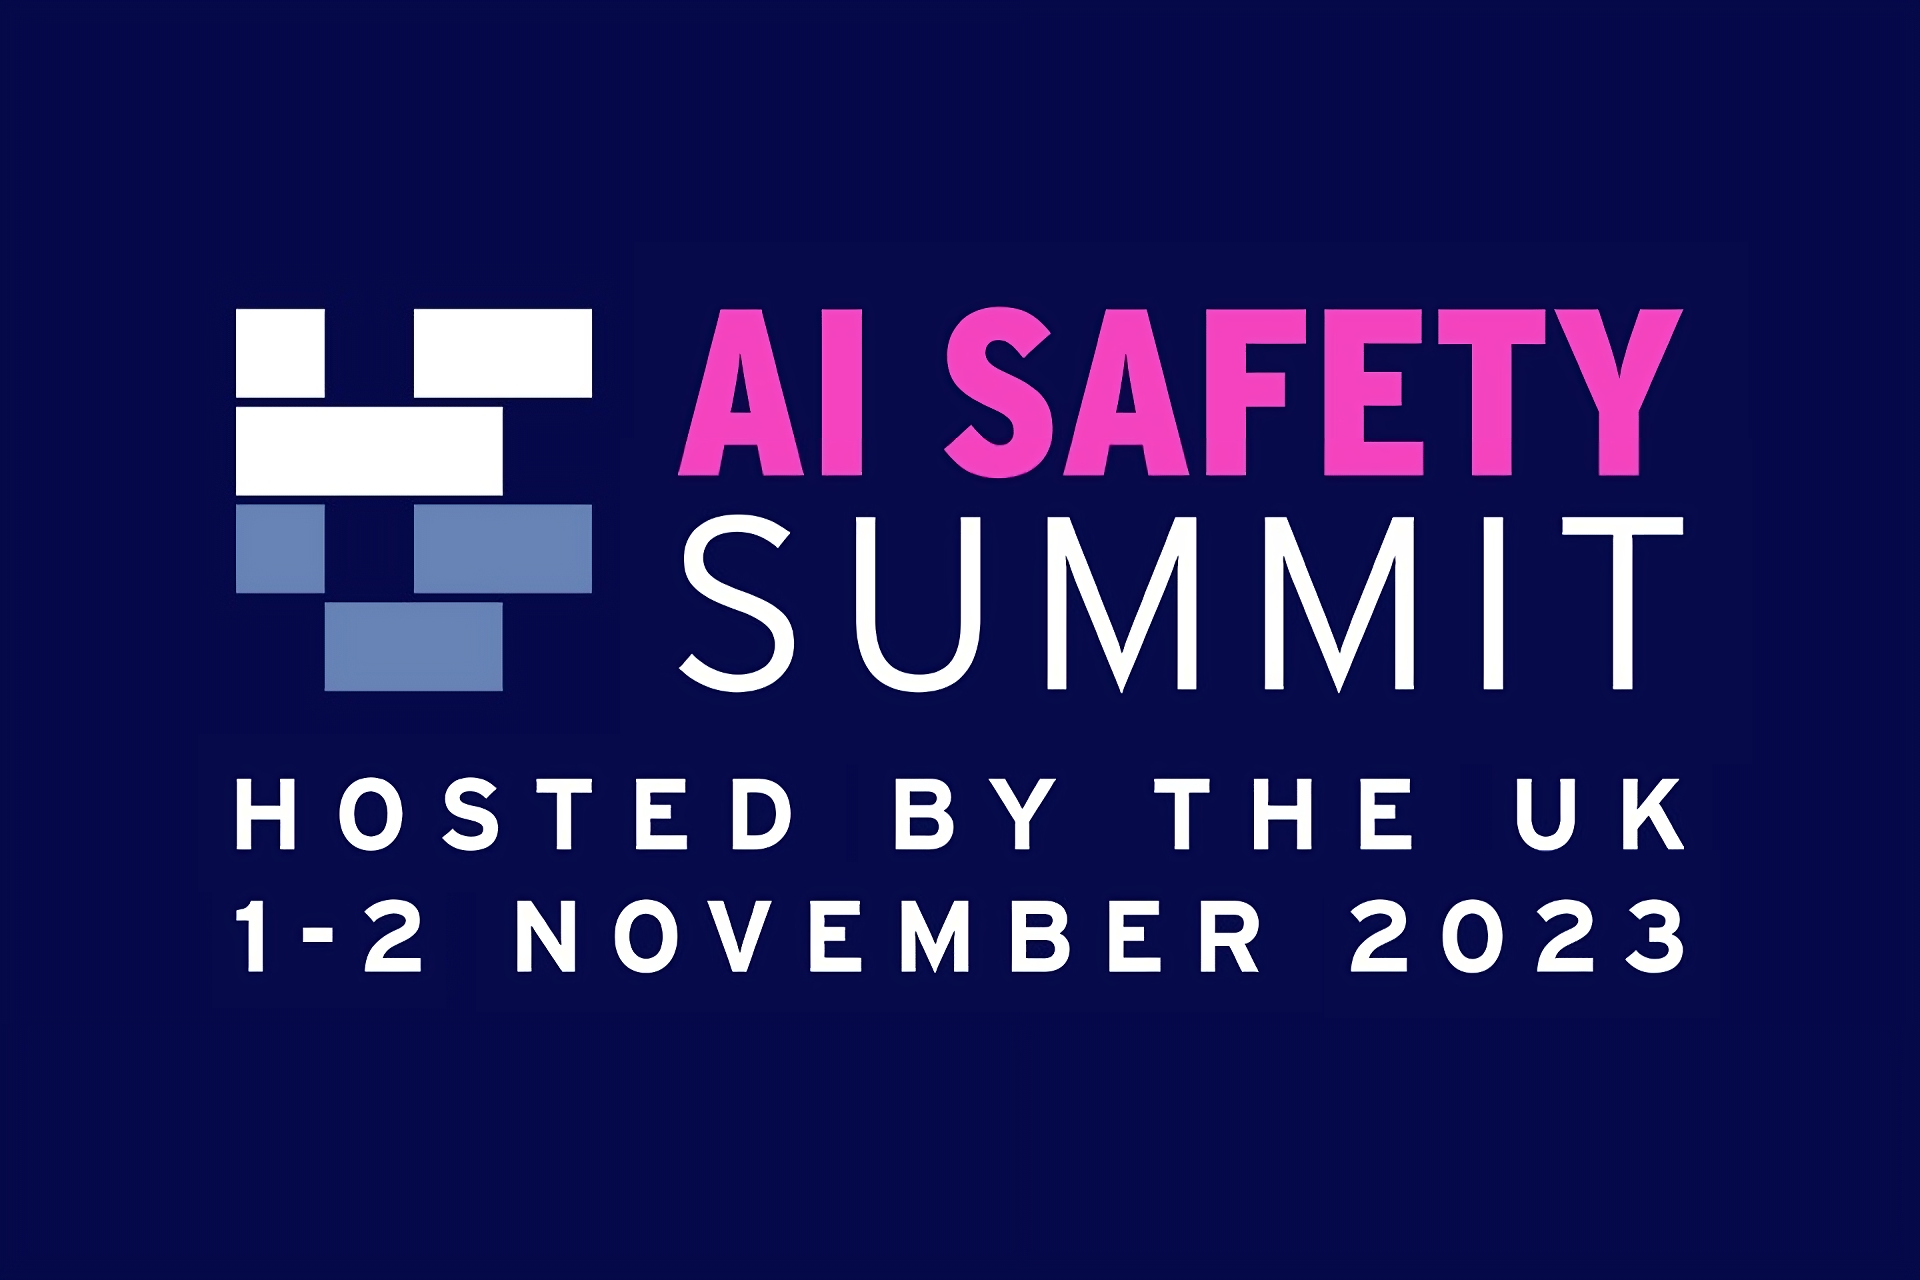 AI SAFETY
SUMMIT
HOSTED BY THE UK
1-2 NOVEMBER 2023